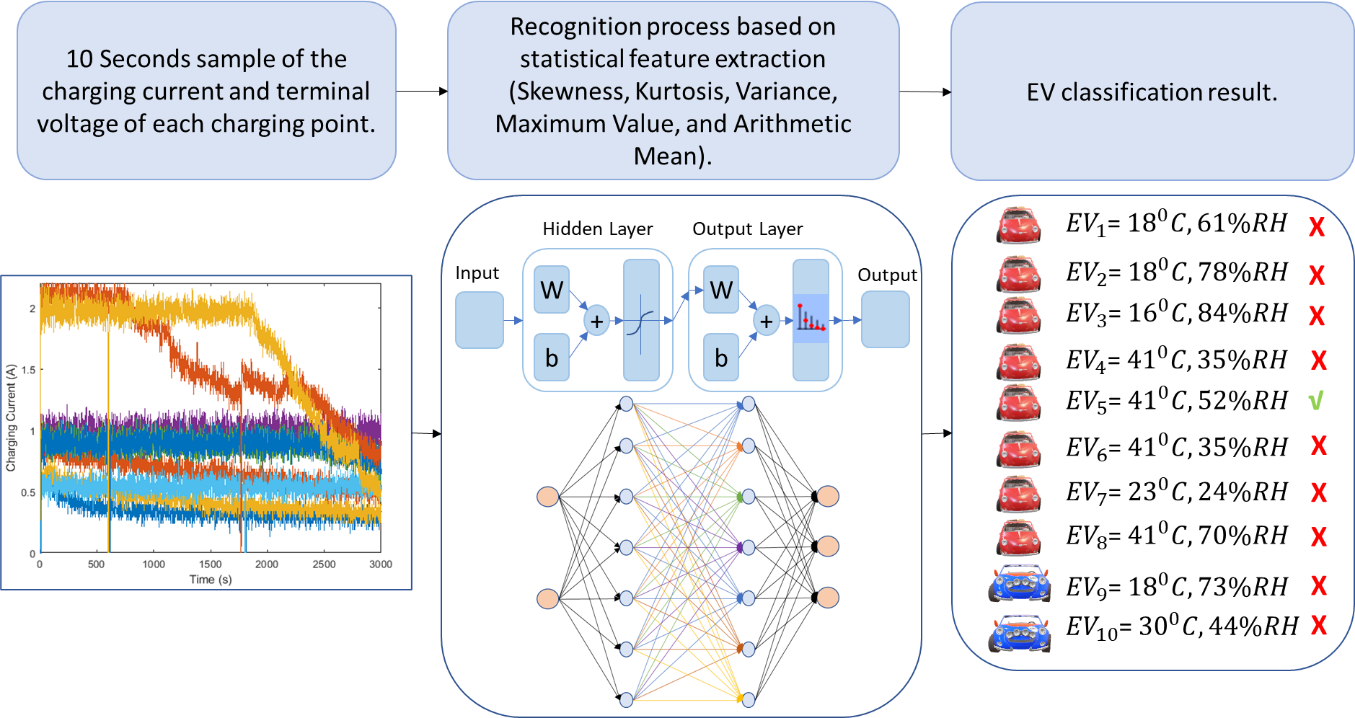 10 Seconds sample of the
charging current and terminal
voltage of each charging point.
Recognition process based on
statistical feature extraction
(Skewness, Kurtosis, Variance,
Maximum Value, and Arithmetic
Mean).
EV classification result.
2
1.5
1
0.5
0
Charging Current (A)
0 500 1000 1500 2000 2500 3000
Time (s)
Hidden Layer
Output Layer
Input
Output
W
b
+
W
b
+
EV₁= 18⁰C, 61%RH X
EV₂= 18⁰C, 78%RH X
EV₃= 16⁰C, 84%RH X
EV₄= 41⁰C, 35%RH X
EV₅= 41⁰C, 52%RH √
EV₆= 41⁰C, 35%RH X
EV₇= 23⁰C, 24%RH X
EV₈= 41⁰C, 70%RH X
EV₉= 18⁰C, 73%RH X
EV₁₀= 30⁰C, 44%RH X